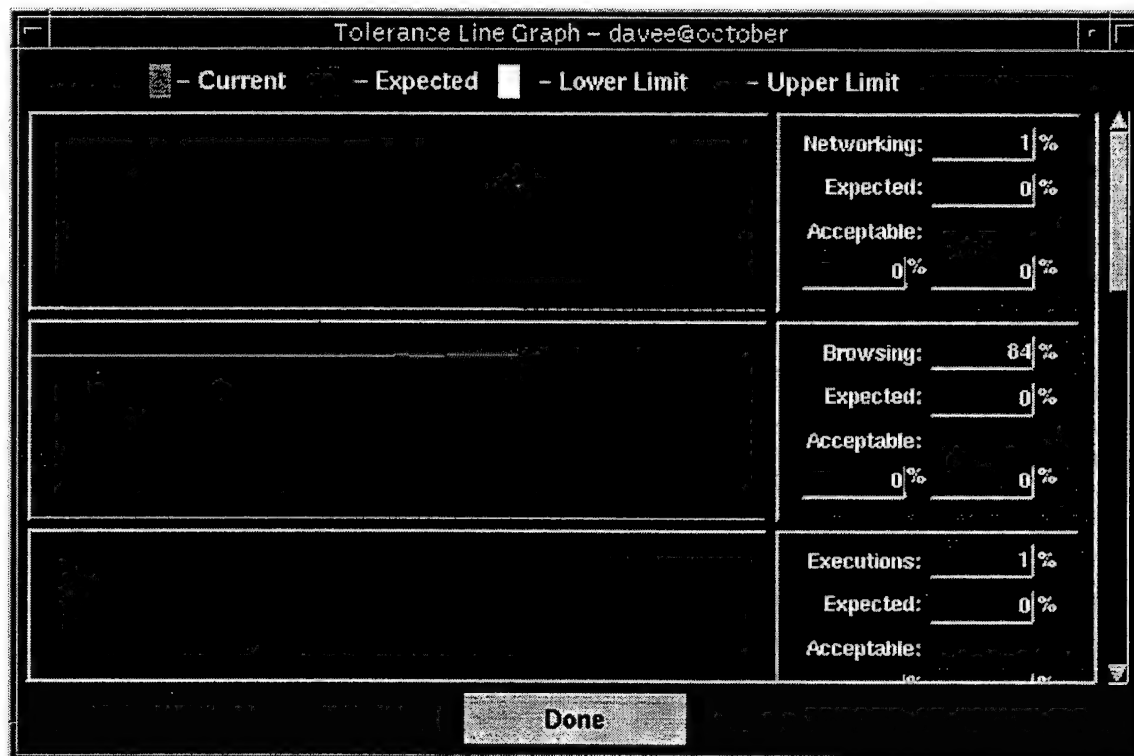 Tolerance Line Graph – davee@october
– Current – Expected – Lower Limit – Upper Limit
Networking: 1 %
Expected: 0 %
Acceptable:
0 % 0 %
Browsing: 84 %
Expected: 0 %
Acceptable:
0 % 0 %
Executions: 1 %
Expected: 0 %
Acceptable:
% %
Done